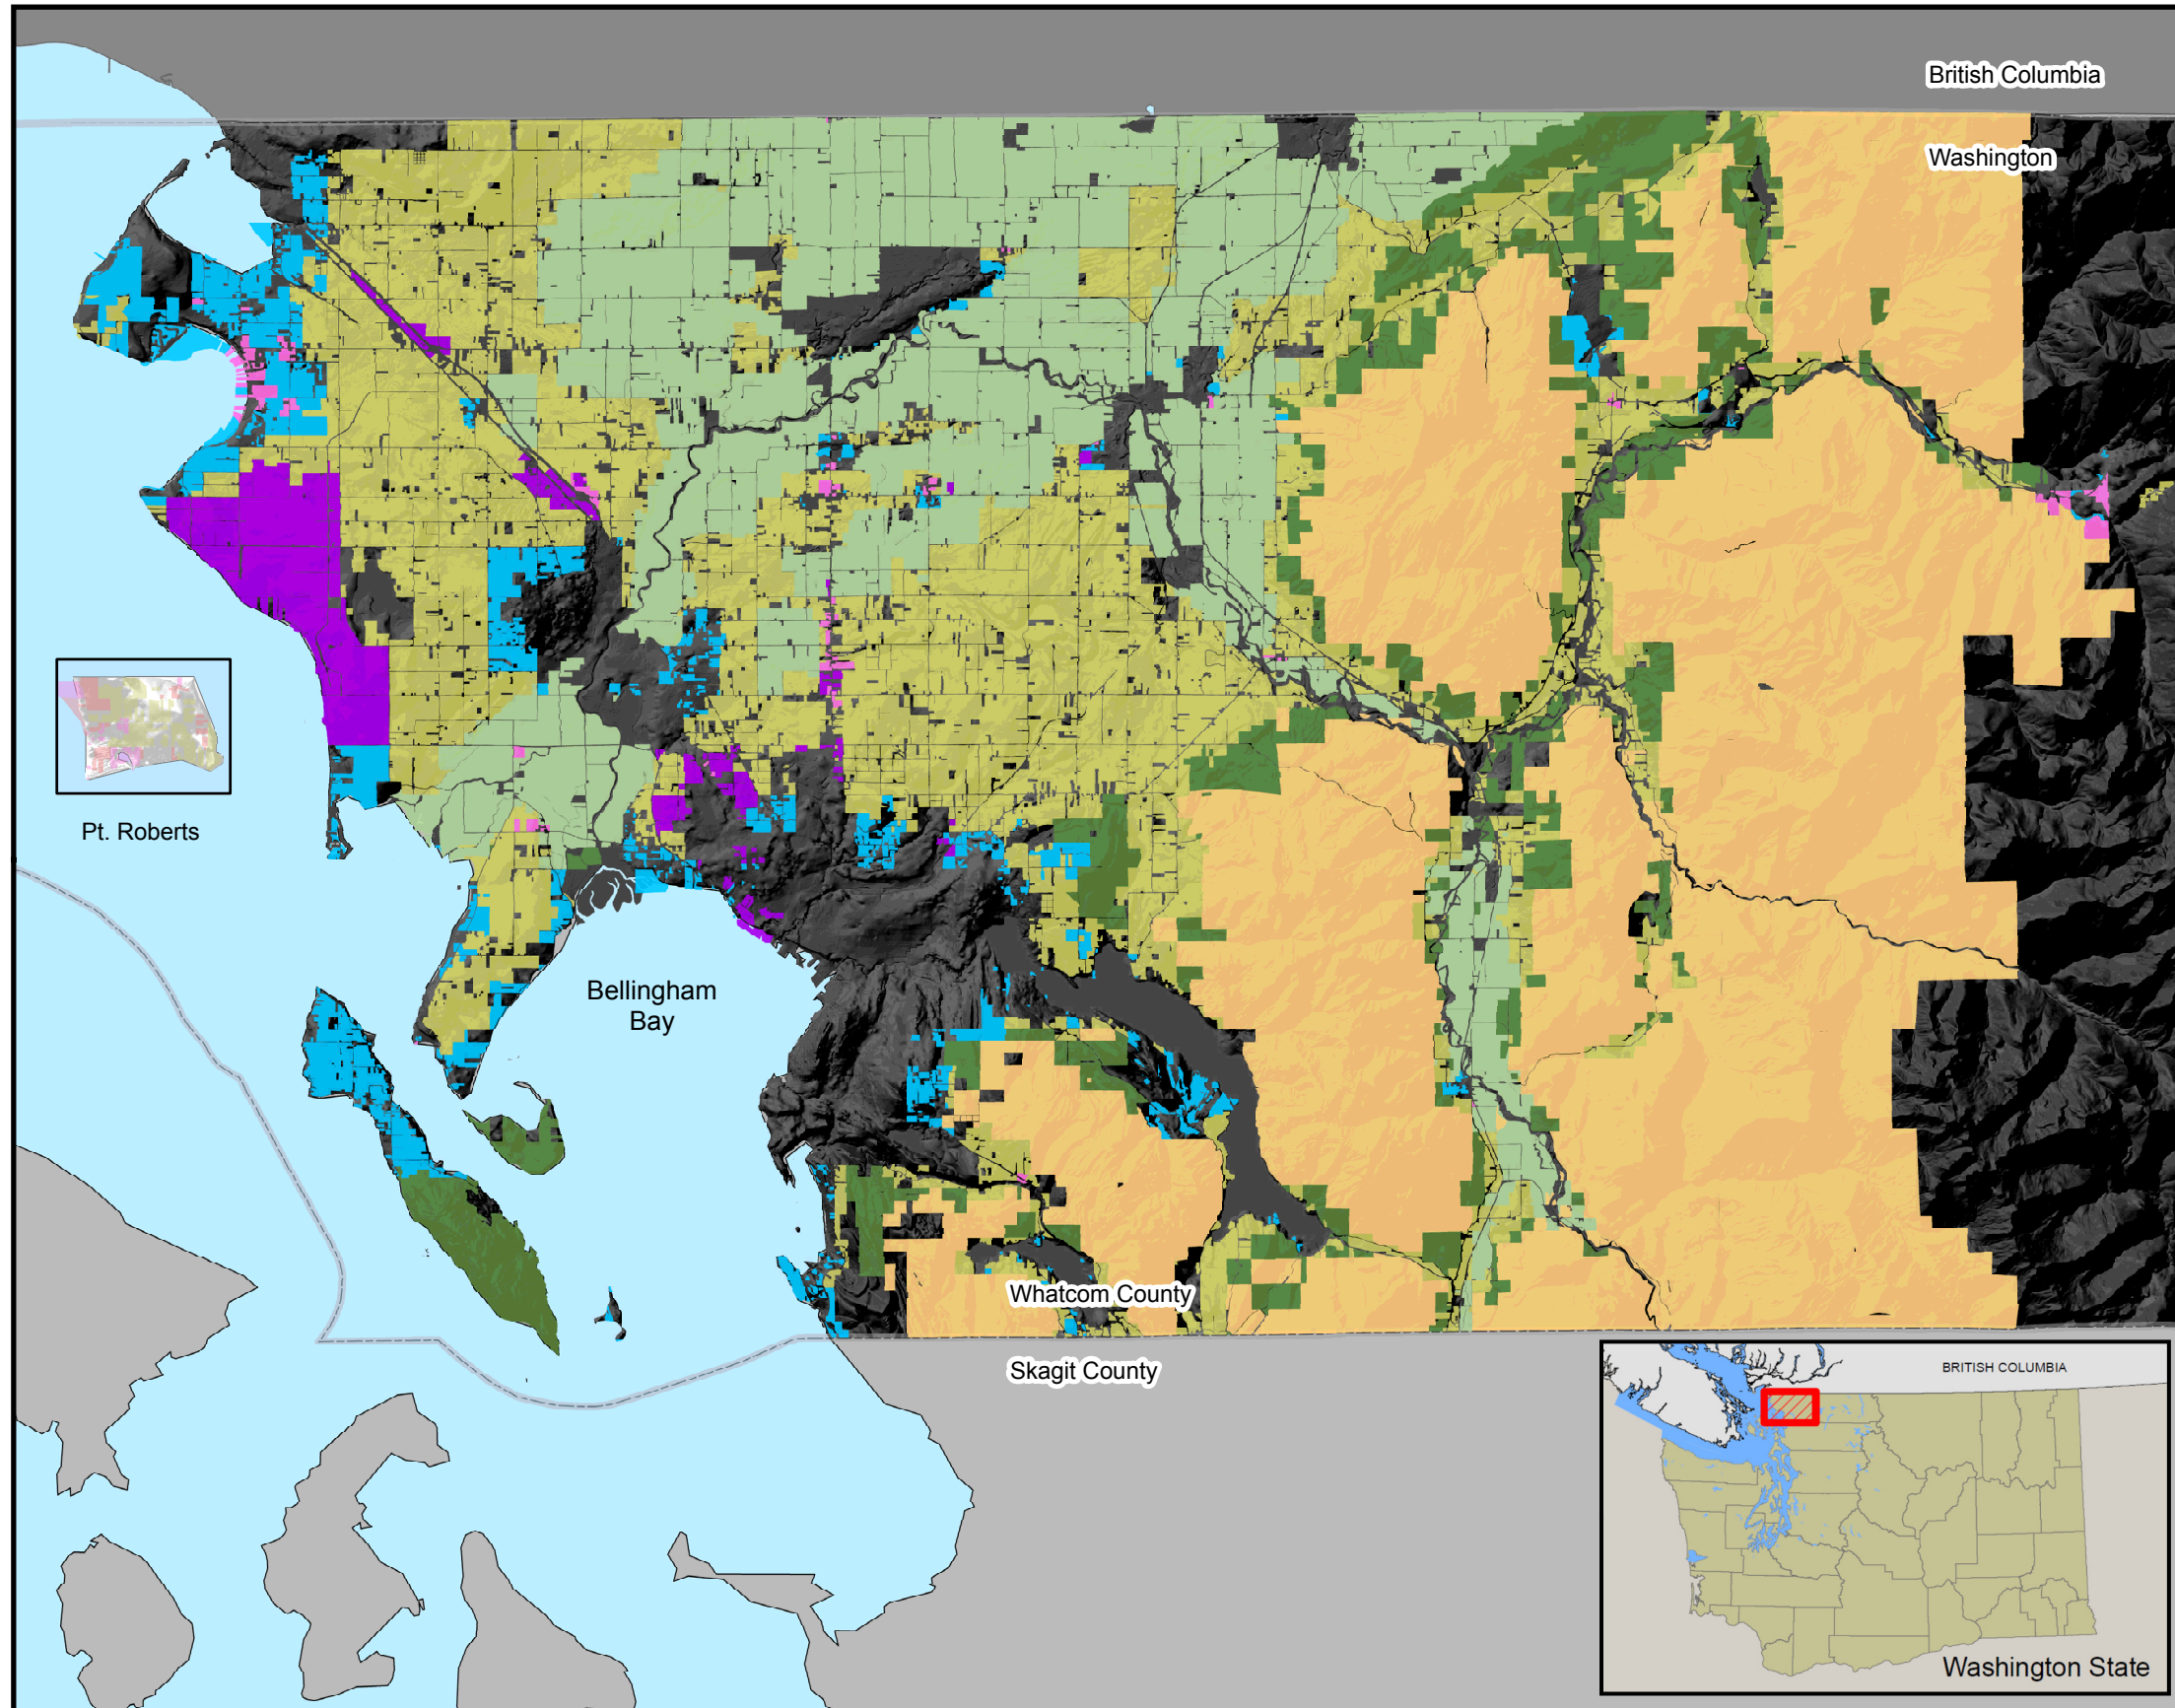 British Columbia
Washington
Pt. Roberts
Bellingham
Bay
Whatcom County
Skagit County
BRITISH COLUMBIA
Washington State